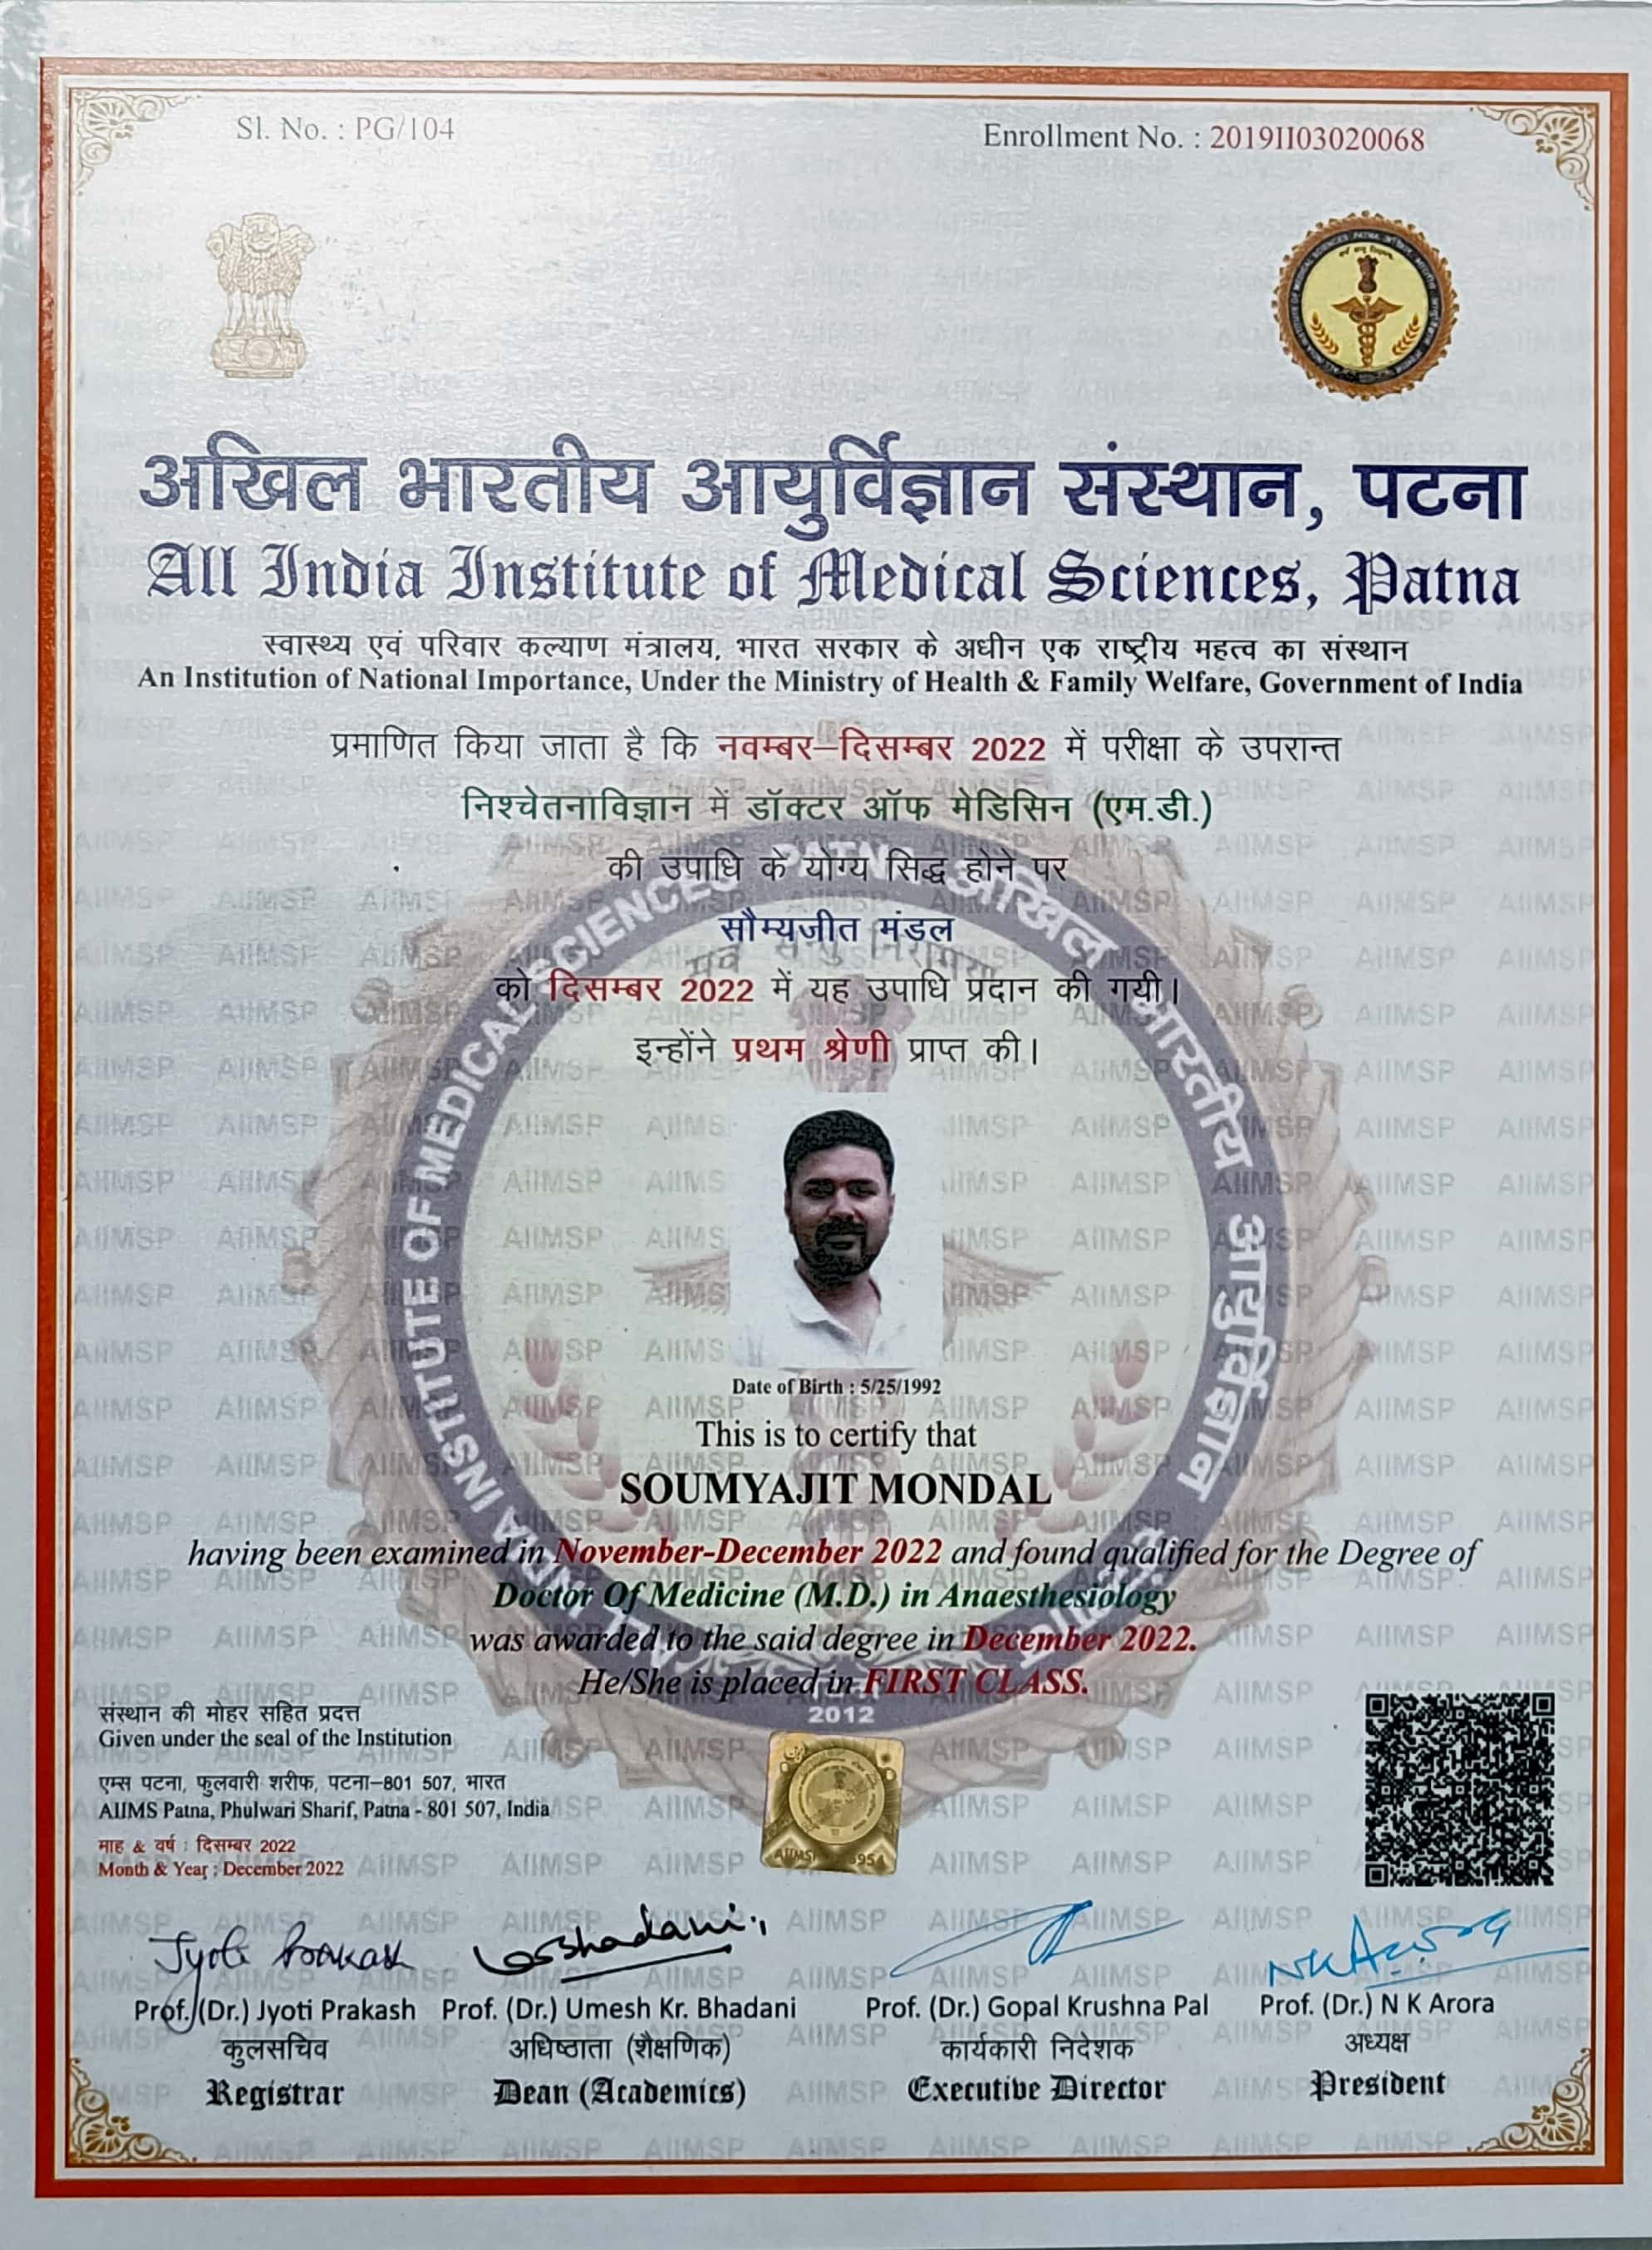 Sl. No. : PG/104
Enrollment No. : 2019II03020068
अखिल भारतीय आयुर्विज्ञान संस्थान, पटना
All India Institute of Medical Sciences, Patna
स्वास्थ्य एवं परिवार कल्याण मंत्रालय, भारत सरकार के अधीन एक राष्ट्रीय महत्व का संस्थान
An Institution of National Importance, Under the Ministry of Health & Family Welfare, Government of India
प्रमाणित किया जाता है कि नवम्बर–दिसम्बर 2022 में परीक्षा के उपरान्त
निश्चेतनाविज्ञान में डॉक्टर ऑफ मेडिसिन (एम.डी.)
की उपाधि के योग्य सिद्ध होने पर
सौम्यजीत मंडल
को दिसम्बर 2022 में यह उपाधि प्रदान की गयी।
इन्होंने प्रथम श्रेणी प्राप्त की।
Date of Birth : 5/25/1992
This is to certify that
SOUMYAJIT MONDAL
having been examined in November-December 2022 and found qualified for the Degree of
Doctor Of Medicine (M.D.) in Anaesthesiology
was awarded to the said degree in December 2022.
He/She is placed in FIRST CLASS.
2012
संस्थान की मोहर सहित प्रदत्त
Given under the seal of the Institution
एम्स पटना, फुलवारी शरीफ, पटना–801 507, भारत
AIIMS Patna, Phulwari Sharif, Patna - 801 507, India
माह & वर्ष : दिसम्बर 2022
Month & Year : December 2022
Jyoti Prakash
NK Arora
Prof. (Dr.) Jyoti Prakash
Prof. (Dr.) Umesh Kr. Bhadani
Prof. (Dr.) Gopal Krushna Pal
Prof. (Dr.) N K Arora
कुलसचिव
अधिष्ठाता (शैक्षणिक)
कार्यकारी निदेशक
अध्यक्ष
Registrar
Dean (Academics)
Executive Director
President